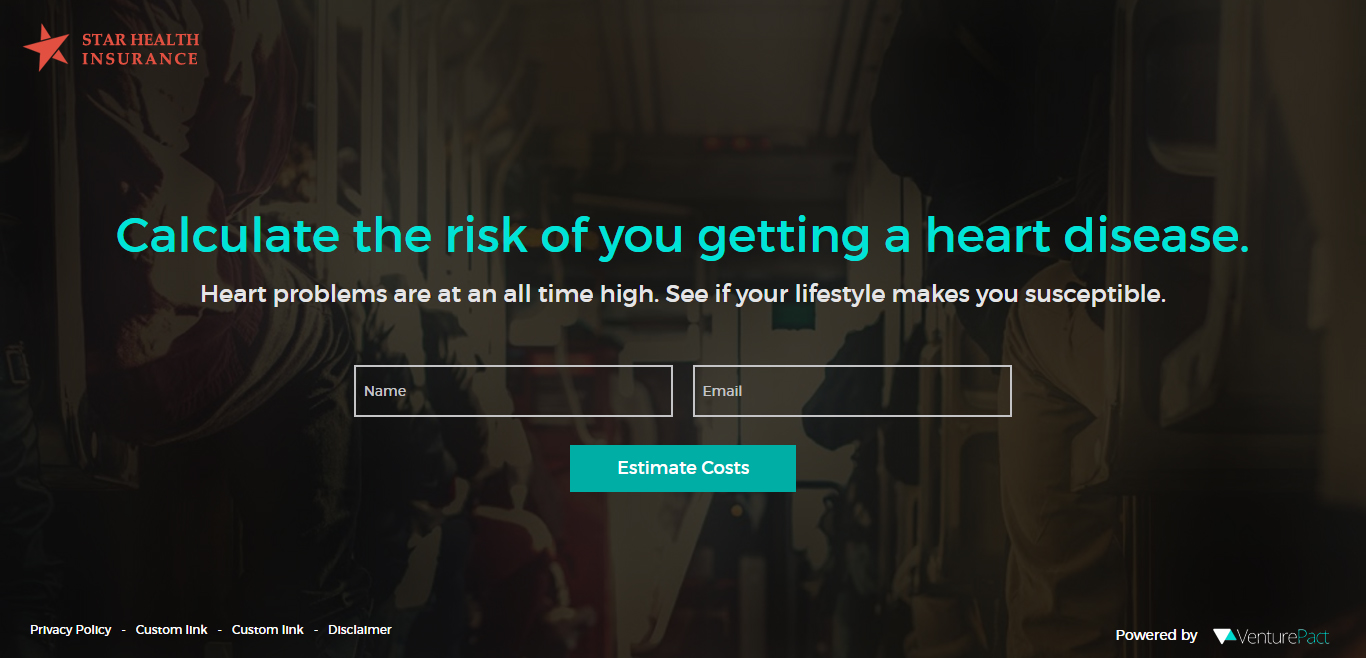 STAR HEALTH
INSURANCE
Calculate the risk of you getting a heart disease.
Heart problems are at an all time high. See if your lifestyle makes you susceptible.
Name Email
Estimate Costs
Privacy Policy - Custom link - Custom link - Disclaimer
Powered by VenturePact